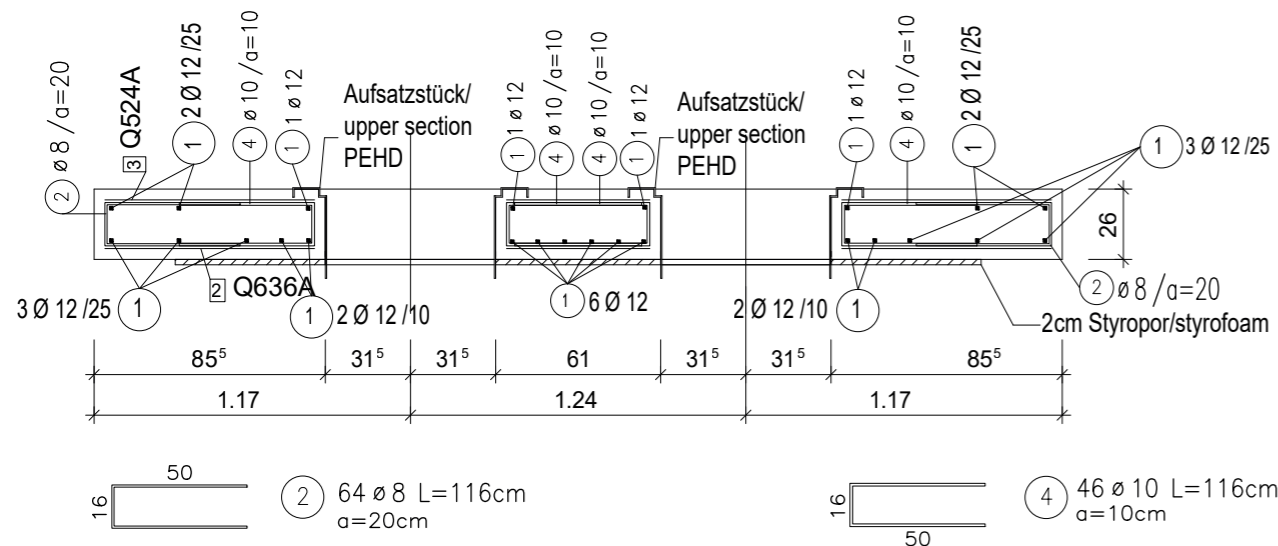 2 ø 8 /a=20
3 Q524A
1 2 Ø 12 /25
4 ø 10 /a=10
1 1 ø 12
Aufsatzstück/
upper section
PEHD
1 1 ø 12
4 ø 10 /a=10
4 ø 10 /a=10
1 1 ø 12
Aufsatzstück/
upper section
PEHD
1 1 ø 12
4 ø 10 /a=10
1 2 Ø 12 /25
1 3 Ø 12 /25
26
3 Ø 12 /25 1
2 Q636A
1 2 Ø 12 /10
1 6 Ø 12
2 Ø 12 /10 1
2 ø 8 /a=20
2cm Styropor/styrofoam
85⁵ 31⁵ 31⁵ 61 31⁵ 31⁵ 85⁵
1.17 1.24 1.17
50
16
2 64 ø 8 L=116cm
a=20cm
16
50
4 46 ø 10 L=116cm
a=10cm